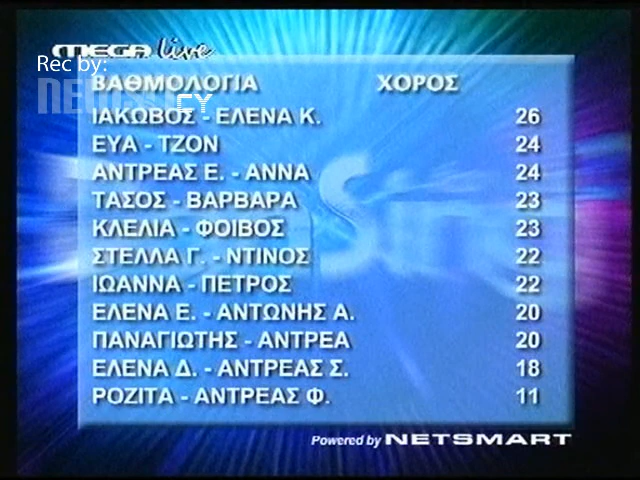 MEGA live
Rec by:
CY
ΒΑΘΜΟΛΟΓΙΑ ΧΟΡΟΣ
ΙΑΚΩΒΟΣ - ΕΛΕΝΑ Κ. 26
ΕΥΑ - ΤΖΟΝ 24
ΑΝΤΡΕΑΣ Ε. - ΑΝΝΑ 24
ΤΑΣΟΣ - ΒΑΡΒΑΡΑ 23
ΚΛΕΛΙΑ - ΦΟΙΒΟΣ 23
ΣΤΕΛΛΑ Γ. - ΝΤΙΝΟΣ 22
ΙΩΑΝΝΑ - ΠΕΤΡΟΣ 22
ΕΛΕΝΑ Ε. - ΑΝΤΩΝΗΣ Α. 20
ΠΑΝΑΓΙΩΤΗΣ - ΑΝΤΡΕΑ 20
ΕΛΕΝΑ Δ. - ΑΝΤΡΕΑΣ Σ. 18
ΡΟΖΙΤΑ - ΑΝΤΡΕΑΣ Φ. 11
Powered by NETSMART